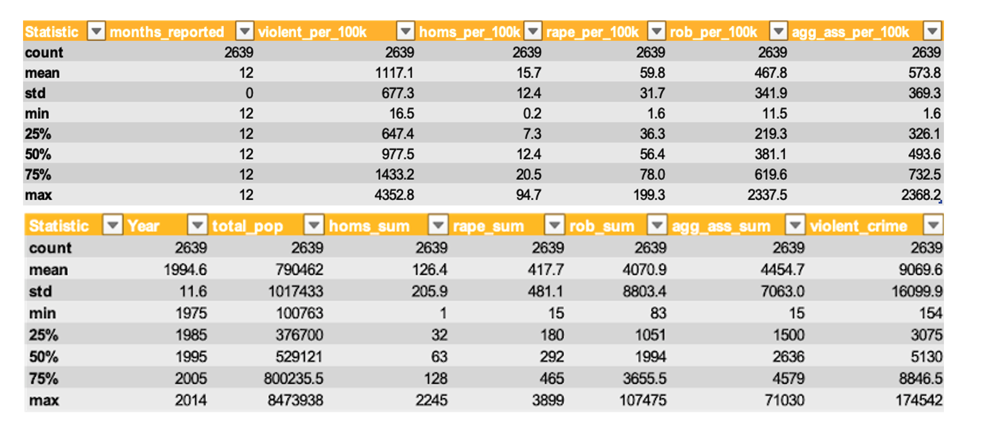 Statistic months_reported violent_per_100k homs_per_100k rape_per_100k rob_per_100k agg_ass_per_100k
count 2639 2639 2639 2639 2639 2639
mean 12 1117.1 15.7 59.8 467.8 573.8
std 0 677.3 12.4 31.7 341.9 369.3
min 12 16.5 0.2 1.6 11.5 1.6
25% 12 647.4 7.3 36.3 219.3 326.1
50% 12 977.5 12.4 56.4 381.1 493.6
75% 12 1433.2 20.5 78.0 619.6 732.5
max 12 4352.8 94.7 199.3 2337.5 2368.2
Statistic Year total_pop homs_sum rape_sum rob_sum agg_ass_sum violent_crime
count 2639 2639 2639 2639 2639 2639 2639
mean 1994.6 790462 126.4 417.7 4070.9 4454.7 9069.6
std 11.6 1017433 205.9 481.1 8803.4 7063.0 16099.9
min 1975 100763 1 15 83 15 154
25% 1985 376700 32 180 1051 1500 3075
50% 1995 529121 63 292 1994 2636 5130
75% 2005 800235.5 128 465 3655.5 4579 8846.5
max 2014 8473938 2245 3899 107475 71030 174542